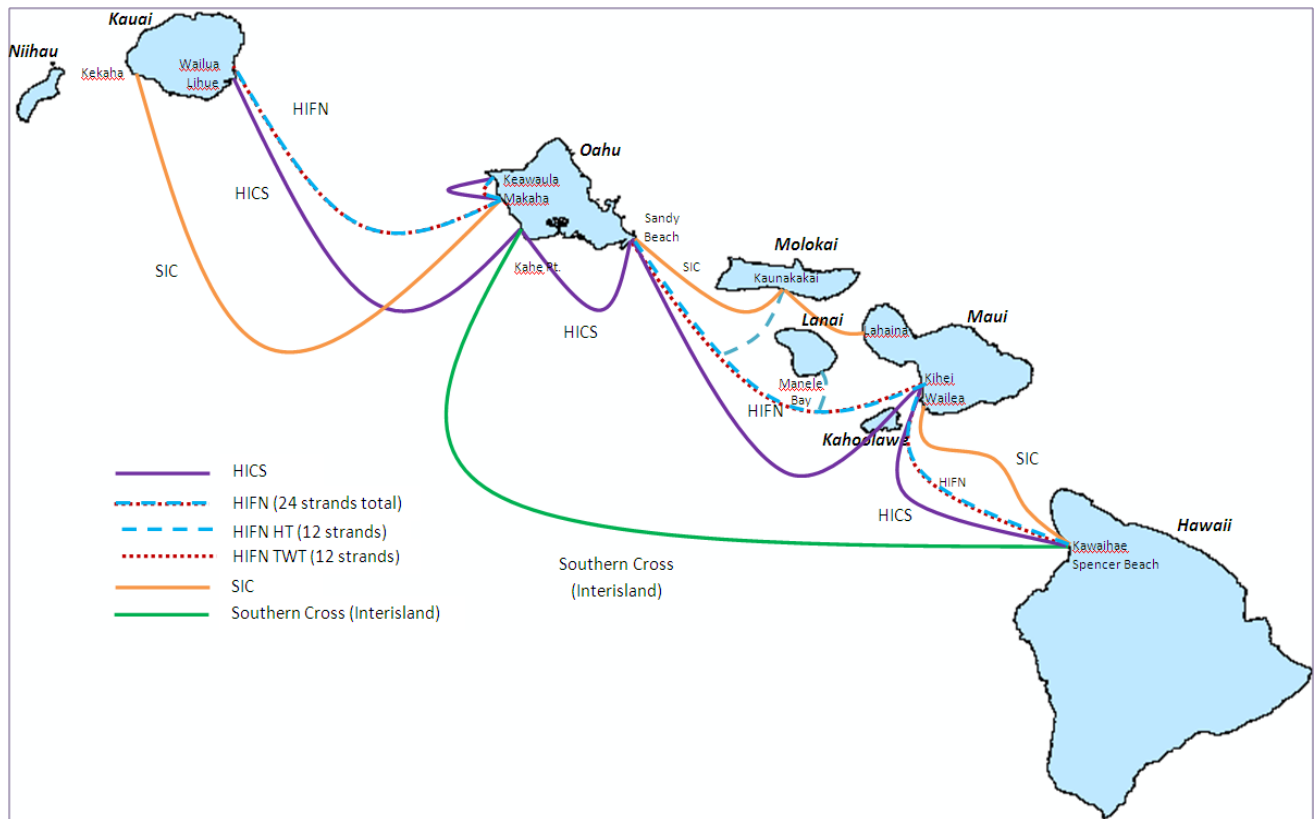 Kauai
Niihau
Kekaha
Wailua
Lihue
HIFN
Oahu
Keawaula
Makaha
HICS
Sandy
Beach
Molokai
Kaunakakai
SIC
SIC
Kahe Pt.
HICS
Lanai
Maui
Lahaina
Manele
Bay
Kihei
Wailea
HIFN
Kahoolawe
SIC
HIFN
HICS
Hawaii
Kawaihae
Spencer Beach
Southern Cross
(Interisland)
HICS
HIFN (24 strands total)
HIFN HT (12 strands)
HIFN TWT (12 strands)
SIC
Southern Cross (Interisland)